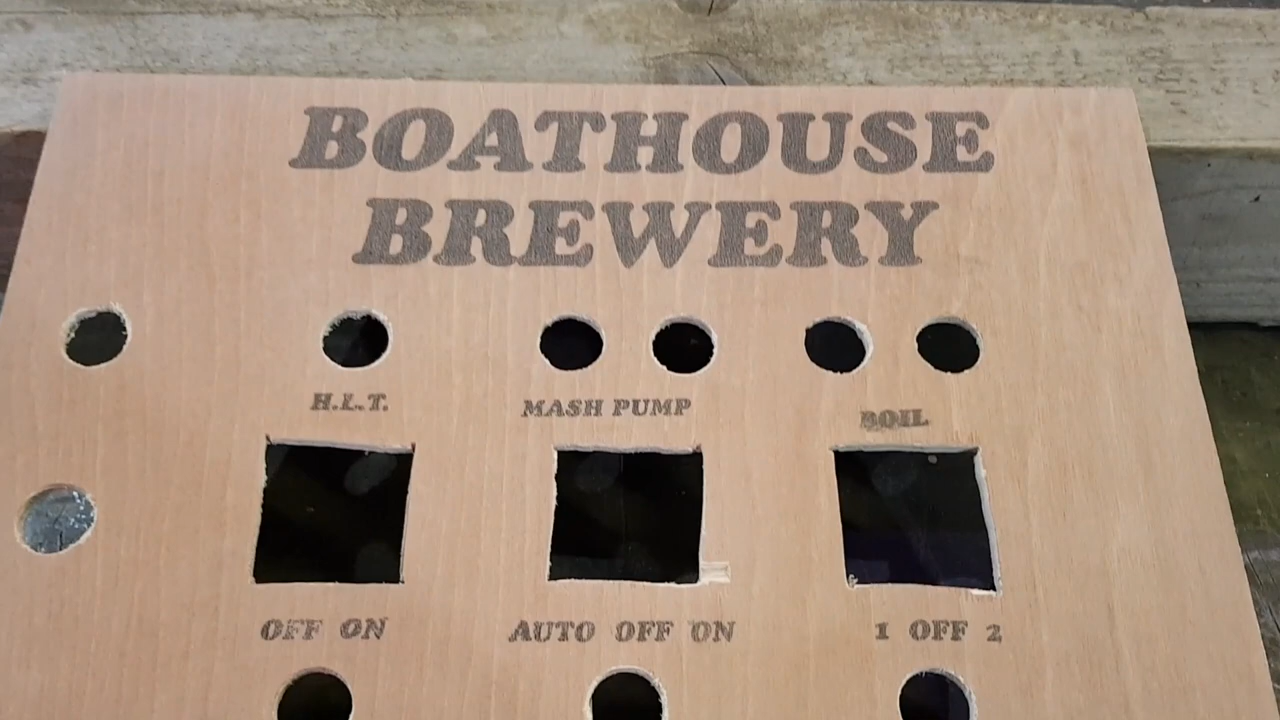 BOATHOUSE
BREWERY
H.L.T. MASH PUMP BOIL
OFF ON AUTO OFF ON 1 OFF 2